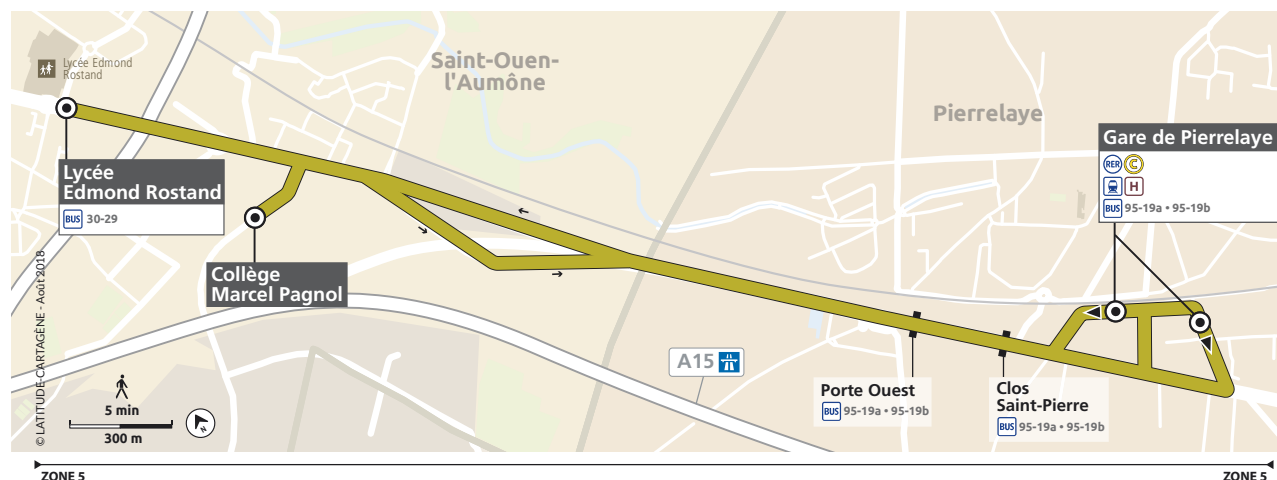 Lycée Edmond
Rostand
Saint-Ouen-
l'Aumône
Pierrelaye
Gare de Pierrelaye
RER C
H
BUS 95-19a • 95-19b
Lycée
Edmond Rostand
BUS 30-29
Collège
Marcel Pagnol
A15
Porte Ouest
BUS 95-19a • 95-19b
Clos
Saint-Pierre
BUS 95-19a • 95-19b
5 min
300 m
N
© LATITUDE-CARTAGÈNE - Août 2018
ZONE 5
ZONE 5